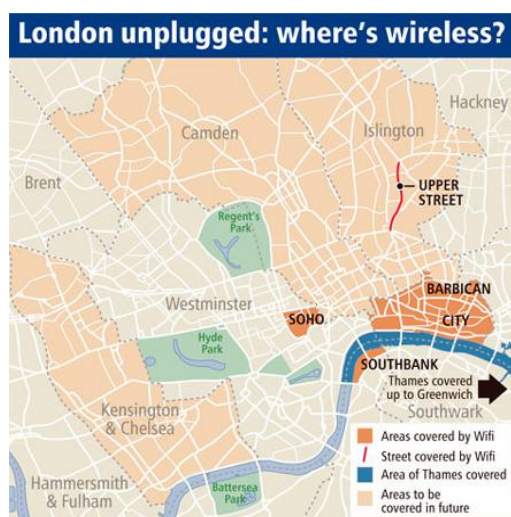 London unplugged: where's wireless?
Hackney
Camden
Islington
Brent
UPPER
STREET
Regent's
Park
BARBICAN
Westminster
SOHO
CITY
Hyde
Park
SOUTHBANK
Thames covered
up to Greenwich
Kensington
& Chelsea
Southwark
Areas covered by Wifi
Street covered by Wifi
Area of Thames covered
Areas to be
covered in future
Hammersmith
& Fulham
Battersea
Park